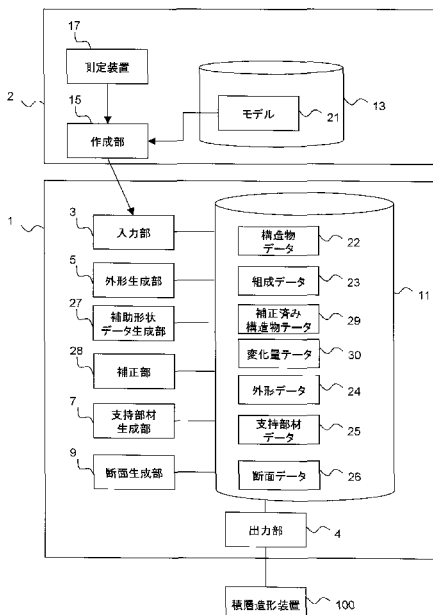 17
測定装置
2
15
作成部
モデル
21
13
1
3
入力部
5
外形生成部
27
補助形状
データ生成部
28
補正部
7
支持部材
生成部
9
断面生成部
構造物
データ
22
組成データ
23
補正済み
構造物データ
29
変化量データ
30
外形データ
24
支持部材
データ
25
断面データ
26
11
出力部
4
積層造形装置
100